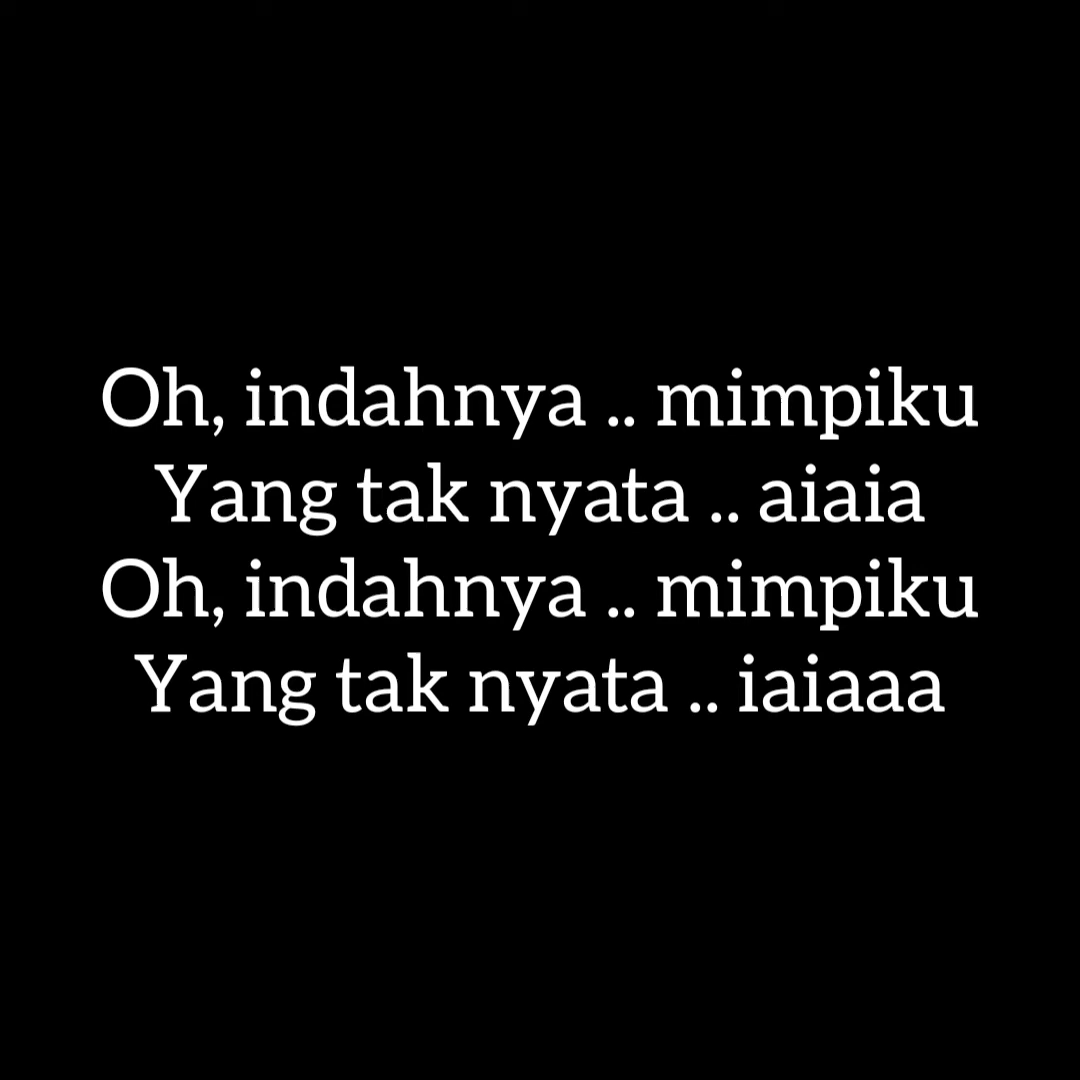 Oh, indahnya .. mimpiku
Yang tak nyata .. aiaia
Oh, indahnya .. mimpiku
Yang tak nyata .. iaiaaa